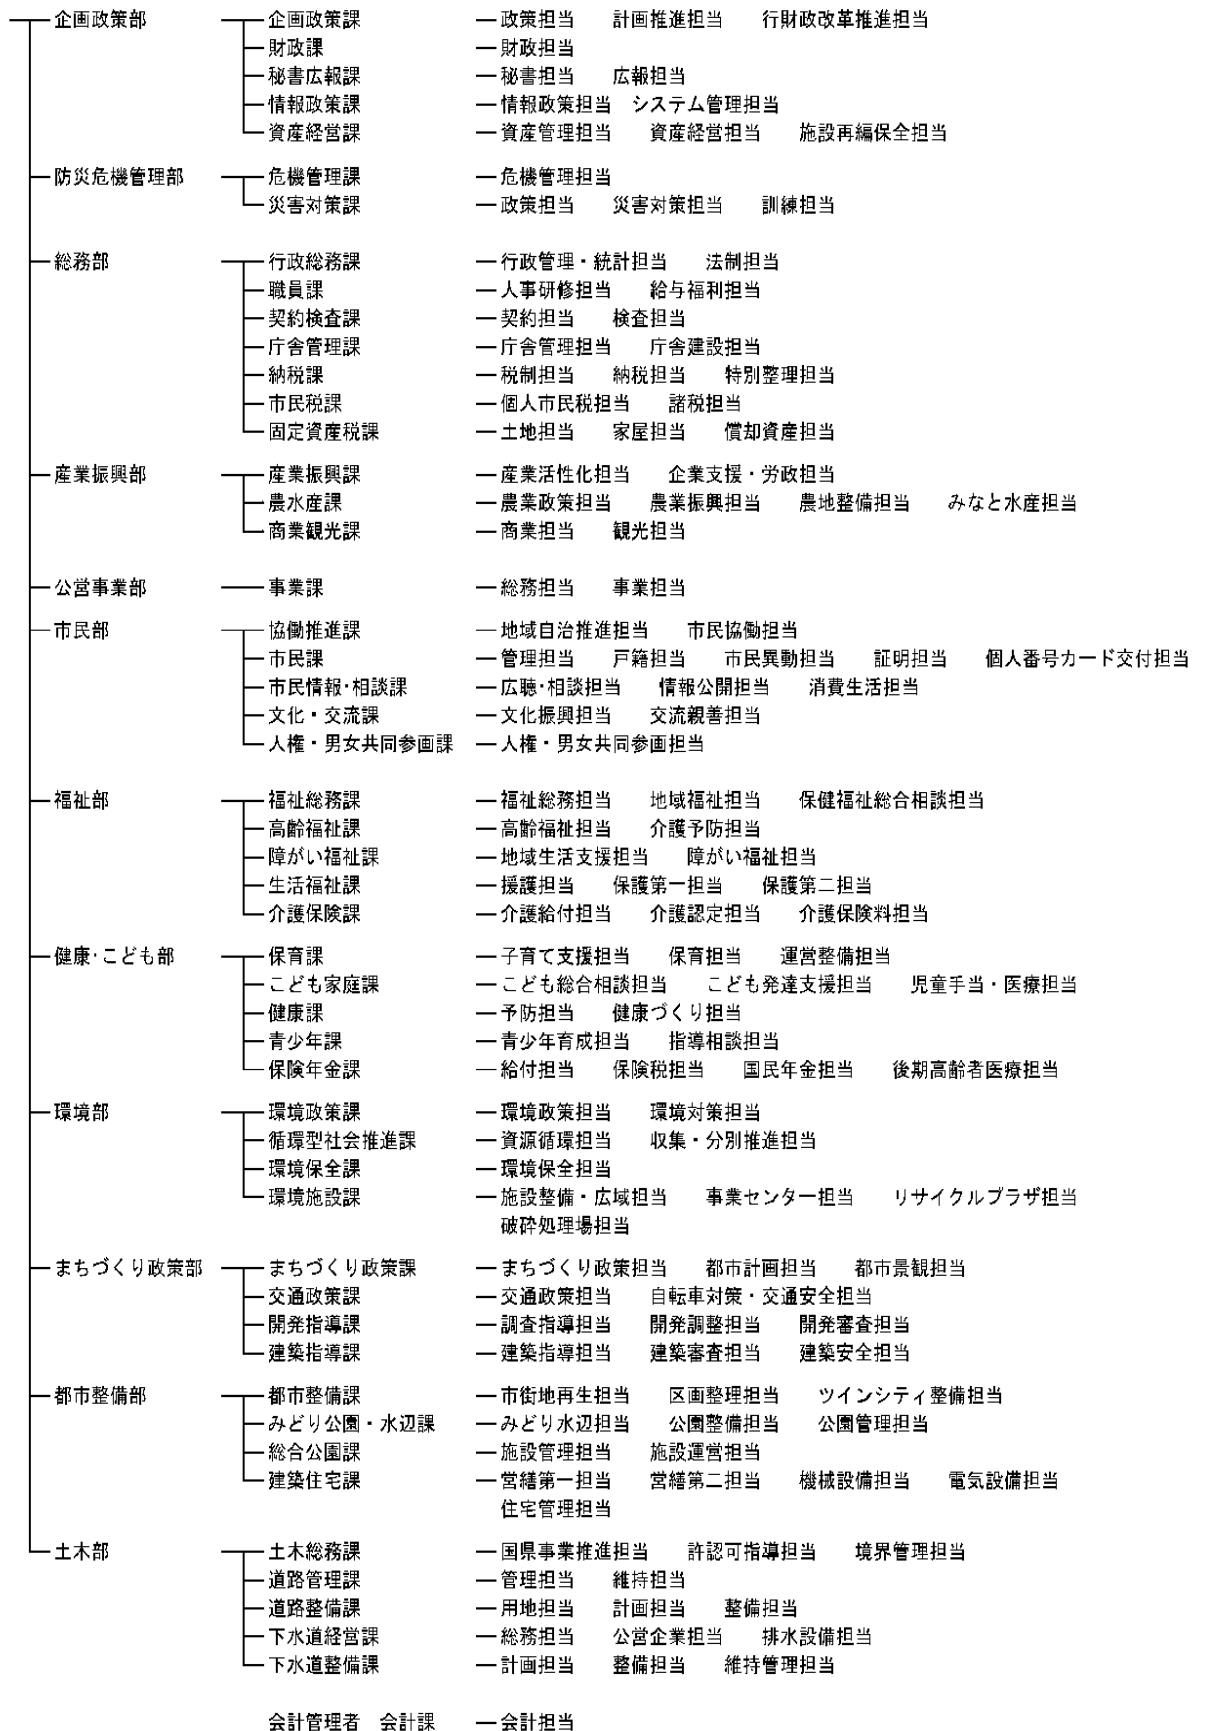 企画政策部 企画政策課 政策担当 計画推進担当 行財政改革推進担当
財政課 財政担当
秘書広報課 秘書担当 広報担当
情報政策課 情報政策担当 システム管理担当
資産経営課 資産管理担当 資産経営担当 施設再編保全担当
防災危機管理部 危機管理課 危機管理担当
災害対策課 政策担当 災害対策担当 訓練担当
総務部 行政総務課 行政管理・統計担当 法制担当
職員課 人事研修担当 給与福利担当
契約検査課 契約担当 検査担当
庁舎管理課 庁舎管理担当 庁舎建設担当
納税課 税制担当 納税担当 特別整理担当
市民税課 個人市民税担当 諸税担当
固定資産税課 土地担当 家屋担当 償却資産担当
産業振興部 産業振興課 産業活性化担当 企業支援・労政担当
農水産課 農業政策担当 農業振興担当 農地整備担当 みなと水産担当
商業観光課 商業担当 観光担当
公営事業部 事業課 総務担当 事業担当
市民部 協働推進課 地域自治推進担当 市民協働担当
市民課 管理担当 戸籍担当 市民異動担当 証明担当 個人番号カード交付担当
市民情報・相談課 広聴・相談担当 情報公開担当 消費生活担当
文化・交流課 文化振興担当 交流親善担当
人権・男女共同参画課 人権・男女共同参画担当
福祉部 福祉総務課 福祉総務担当 地域福祉担当 保健福祉総合相談担当
高齢福祉課 高齢福祉担当 介護予防担当
障がい福祉課 地域生活支援担当 障がい福祉担当
生活福祉課 援護担当 保護第一担当 保護第二担当
介護保険課 介護給付担当 介護認定担当 介護保険料担当
健康・こども部 保育課 子育て支援担当 保育担当 運営整備担当
こども家庭課 こども総合相談担当 こども発達支援担当 児童手当・医療担当
健康課 予防担当 健康づくり担当
青少年課 青少年育成担当 指導相談担当
保険年金課 給付担当 保険税担当 国民年金担当 後期高齢者医療担当
環境部 環境政策課 環境政策担当 環境対策担当
循環型社会推進課 資源循環担当 収集・分別推進担当
環境保全課 環境保全担当
環境施設課 施設整備・広域担当 事業センター担当 リサイクルプラザ担当
破砕処理場担当
まちづくり政策部 まちづくり政策課 まちづくり政策担当 都市計画担当 都市景観担当
交通政策課 交通政策担当 自転車対策・交通安全担当
開発指導課 調査指導担当 開発調整担当 開発審査担当
建築指導課 建築指導担当 建築審査担当 建築安全担当
都市整備部 都市整備課 市街地再生担当 区画整理担当 ツインシティ整備担当
みどり公園・水辺課 みどり水辺担当 公園整備担当 公園管理担当
総合公園課 施設管理担当 施設運営担当
建築住宅課 営繕第一担当 営繕第二担当 機械設備担当 電気設備担当
住宅管理担当
土木部 土木総務課 国県事業推進担当 許認可指導担当 境界管理担当
道路管理課 管理担当 維持担当
道路整備課 用地担当 計画担当 整備担当
下水道経営課 総務担当 公営企業担当 排水設備担当
下水道整備課 計画担当 整備担当 維持管理担当
会計管理者 会計課 会計担当